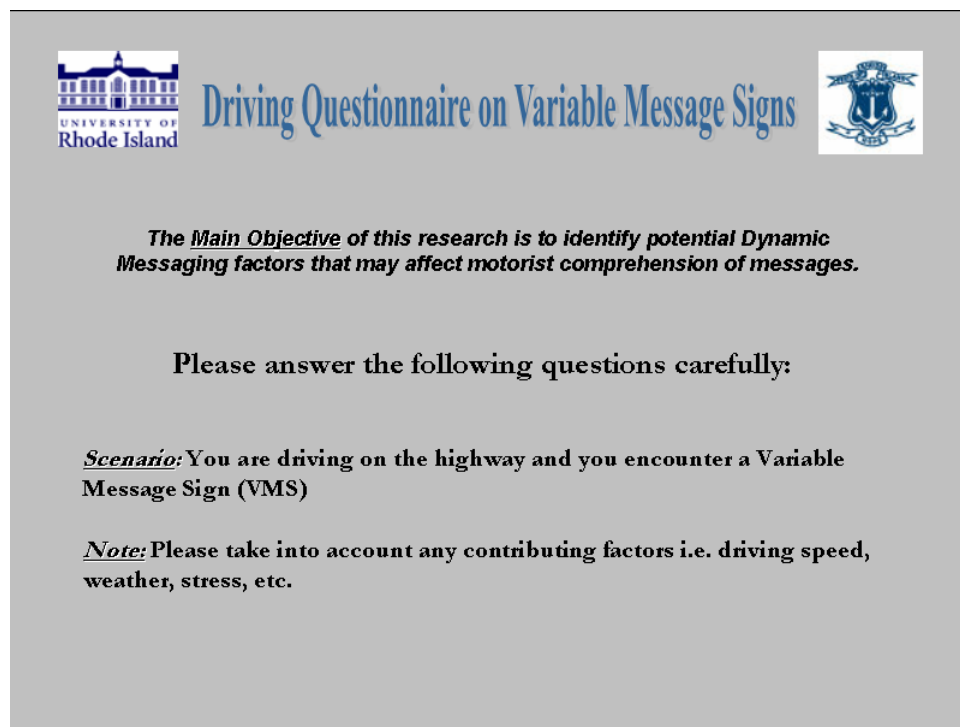 UNIVERSITY OF
Rhode Island
Driving Questionnaire on Variable Message Signs
HOPE
The Main Objective of this research is to identify potential Dynamic
Messaging factors that may affect motorist comprehension of messages.
Please answer the following questions carefully:
Scenario: You are driving on the highway and you encounter a Variable
Message Sign (VMS)
Note: Please take into account any contributing factors i.e. driving speed,
weather, stress, etc.